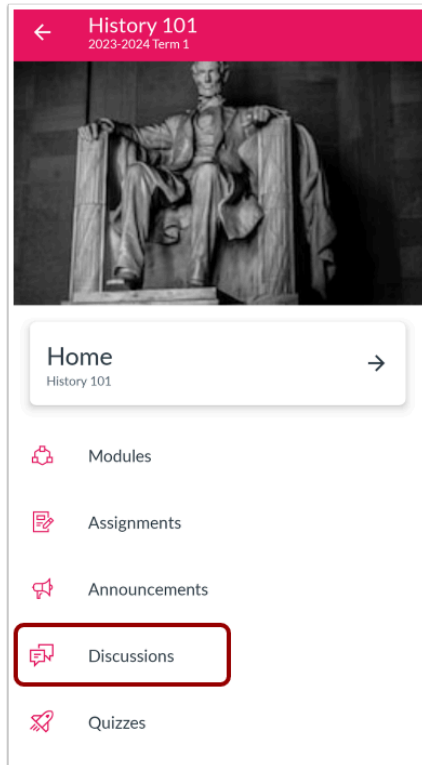 History 101
2023-2024 Term 1
Home
History 101
Modules
Assignments
Announcements
Discussions
Quizzes